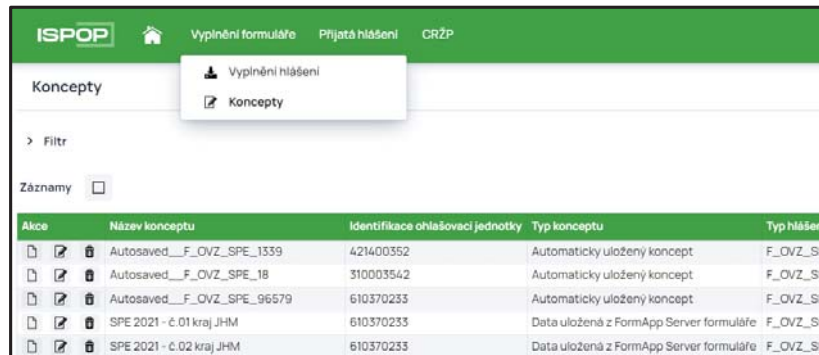 ISPOP Vyplnění formuláře Přijatá hlášení CRŽP
Vyplnění hlášení
Koncepty
Koncepty
Filtr
Záznamy
Akce Název konceptu Identifikace ohlašovací jednotky Typ konceptu Typ hlášen
Autosaved__F_OVZ_SPE_1339 421400352 Automaticky uložený koncept F_OVZ_S
Autosaved__F_OVZ_SPE_18 310003542 Automaticky uložený koncept F_OVZ_S
Autosaved__F_OVZ_SPE_96579 610370233 Automaticky uložený koncept F_OVZ_S
SPE 2021 - č.01 kraj JHM 610370233 Data uložená z FormApp Server formuláře F_OVZ_S
SPE 2021 - č.02 kraj JHM 610370233 Data uložená z FormApp Server formuláře F_OVZ_S